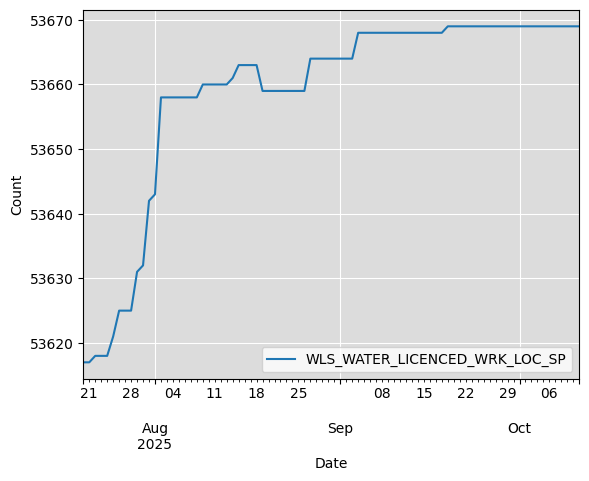 53670
53660
53650
53640
53630
53620
Count
WLS_WATER_LICENCED_WRK_LOC_SP
21 28 04 11 18 25 08 15 22 29 06
Aug Sep Oct
2025
Date